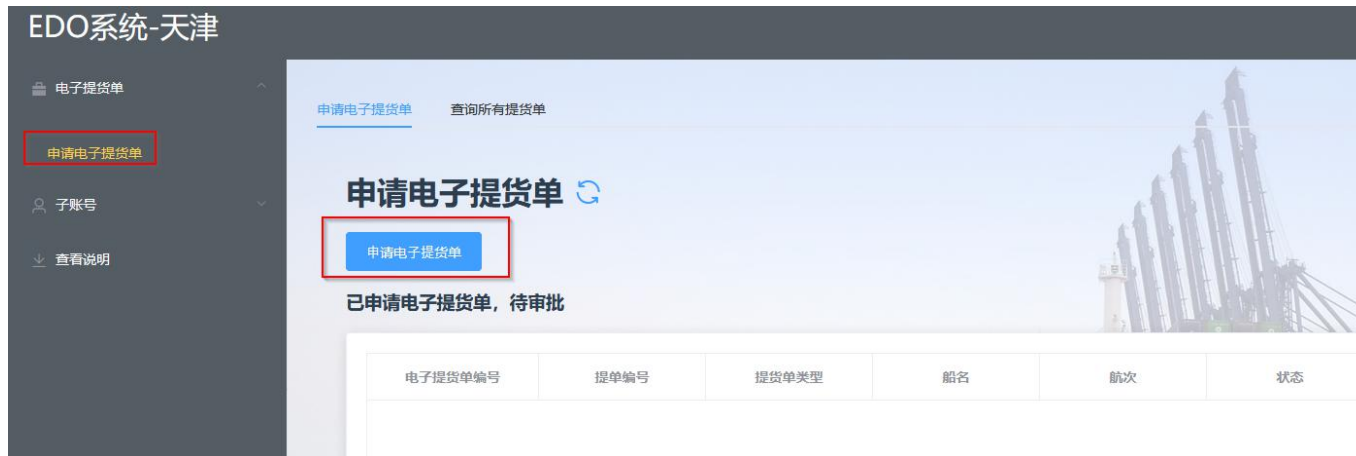 EDO系统-天津
电子提货单
申请电子提货单
子账号
查看说明
申请电子提货单 查询所有提货单
申请电子提货单
申请电子提货单
已申请电子提货单，待审批
电子提货单编号 提单编号 提货单类型 船名 航次 状态